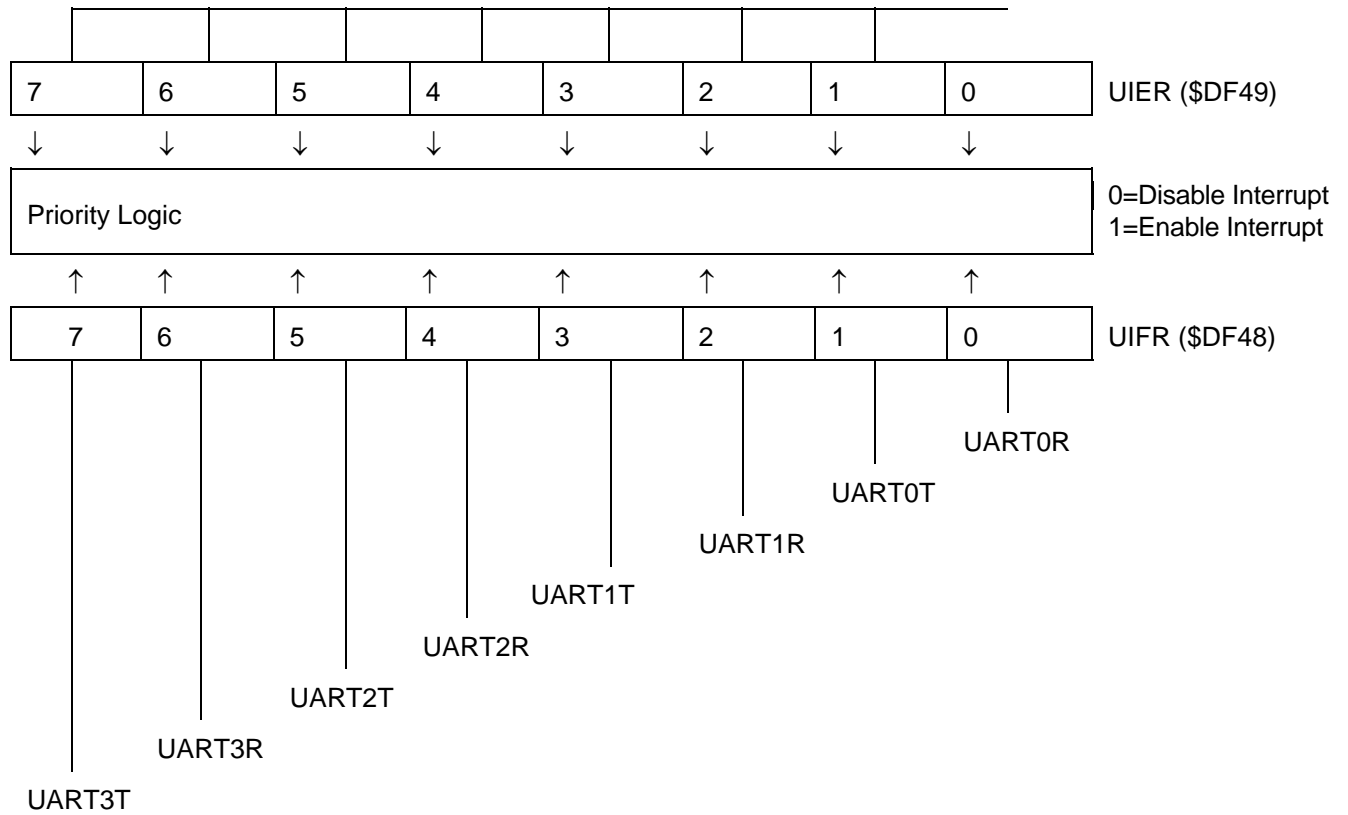 7 6 5 4 3 2 1 0 UIER ($DF49)
↓ ↓ ↓ ↓ ↓ ↓ ↓ ↓
Priority Logic
0=Disable Interrupt
1=Enable Interrupt
↑ ↑ ↑ ↑ ↑ ↑ ↑ ↑
7 6 5 4 3 2 1 0 UIFR ($DF48)
UART0R
UART0T
UART1R
UART1T
UART2R
UART2T
UART3R
UART3T